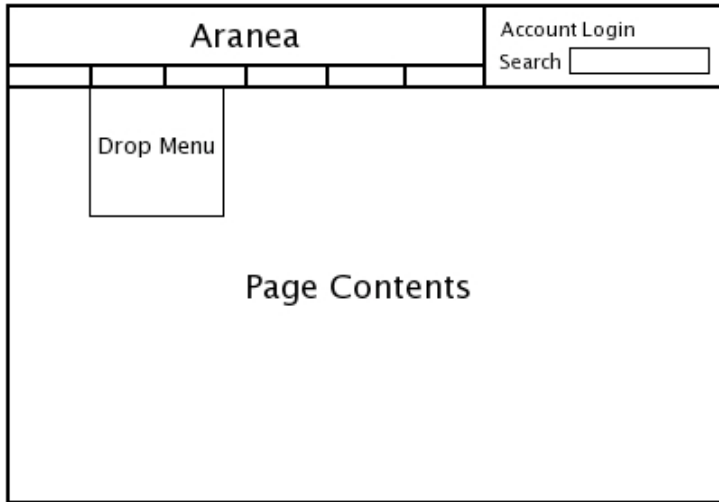 Aranea
Account Login
Search
Drop Menu
Page Contents